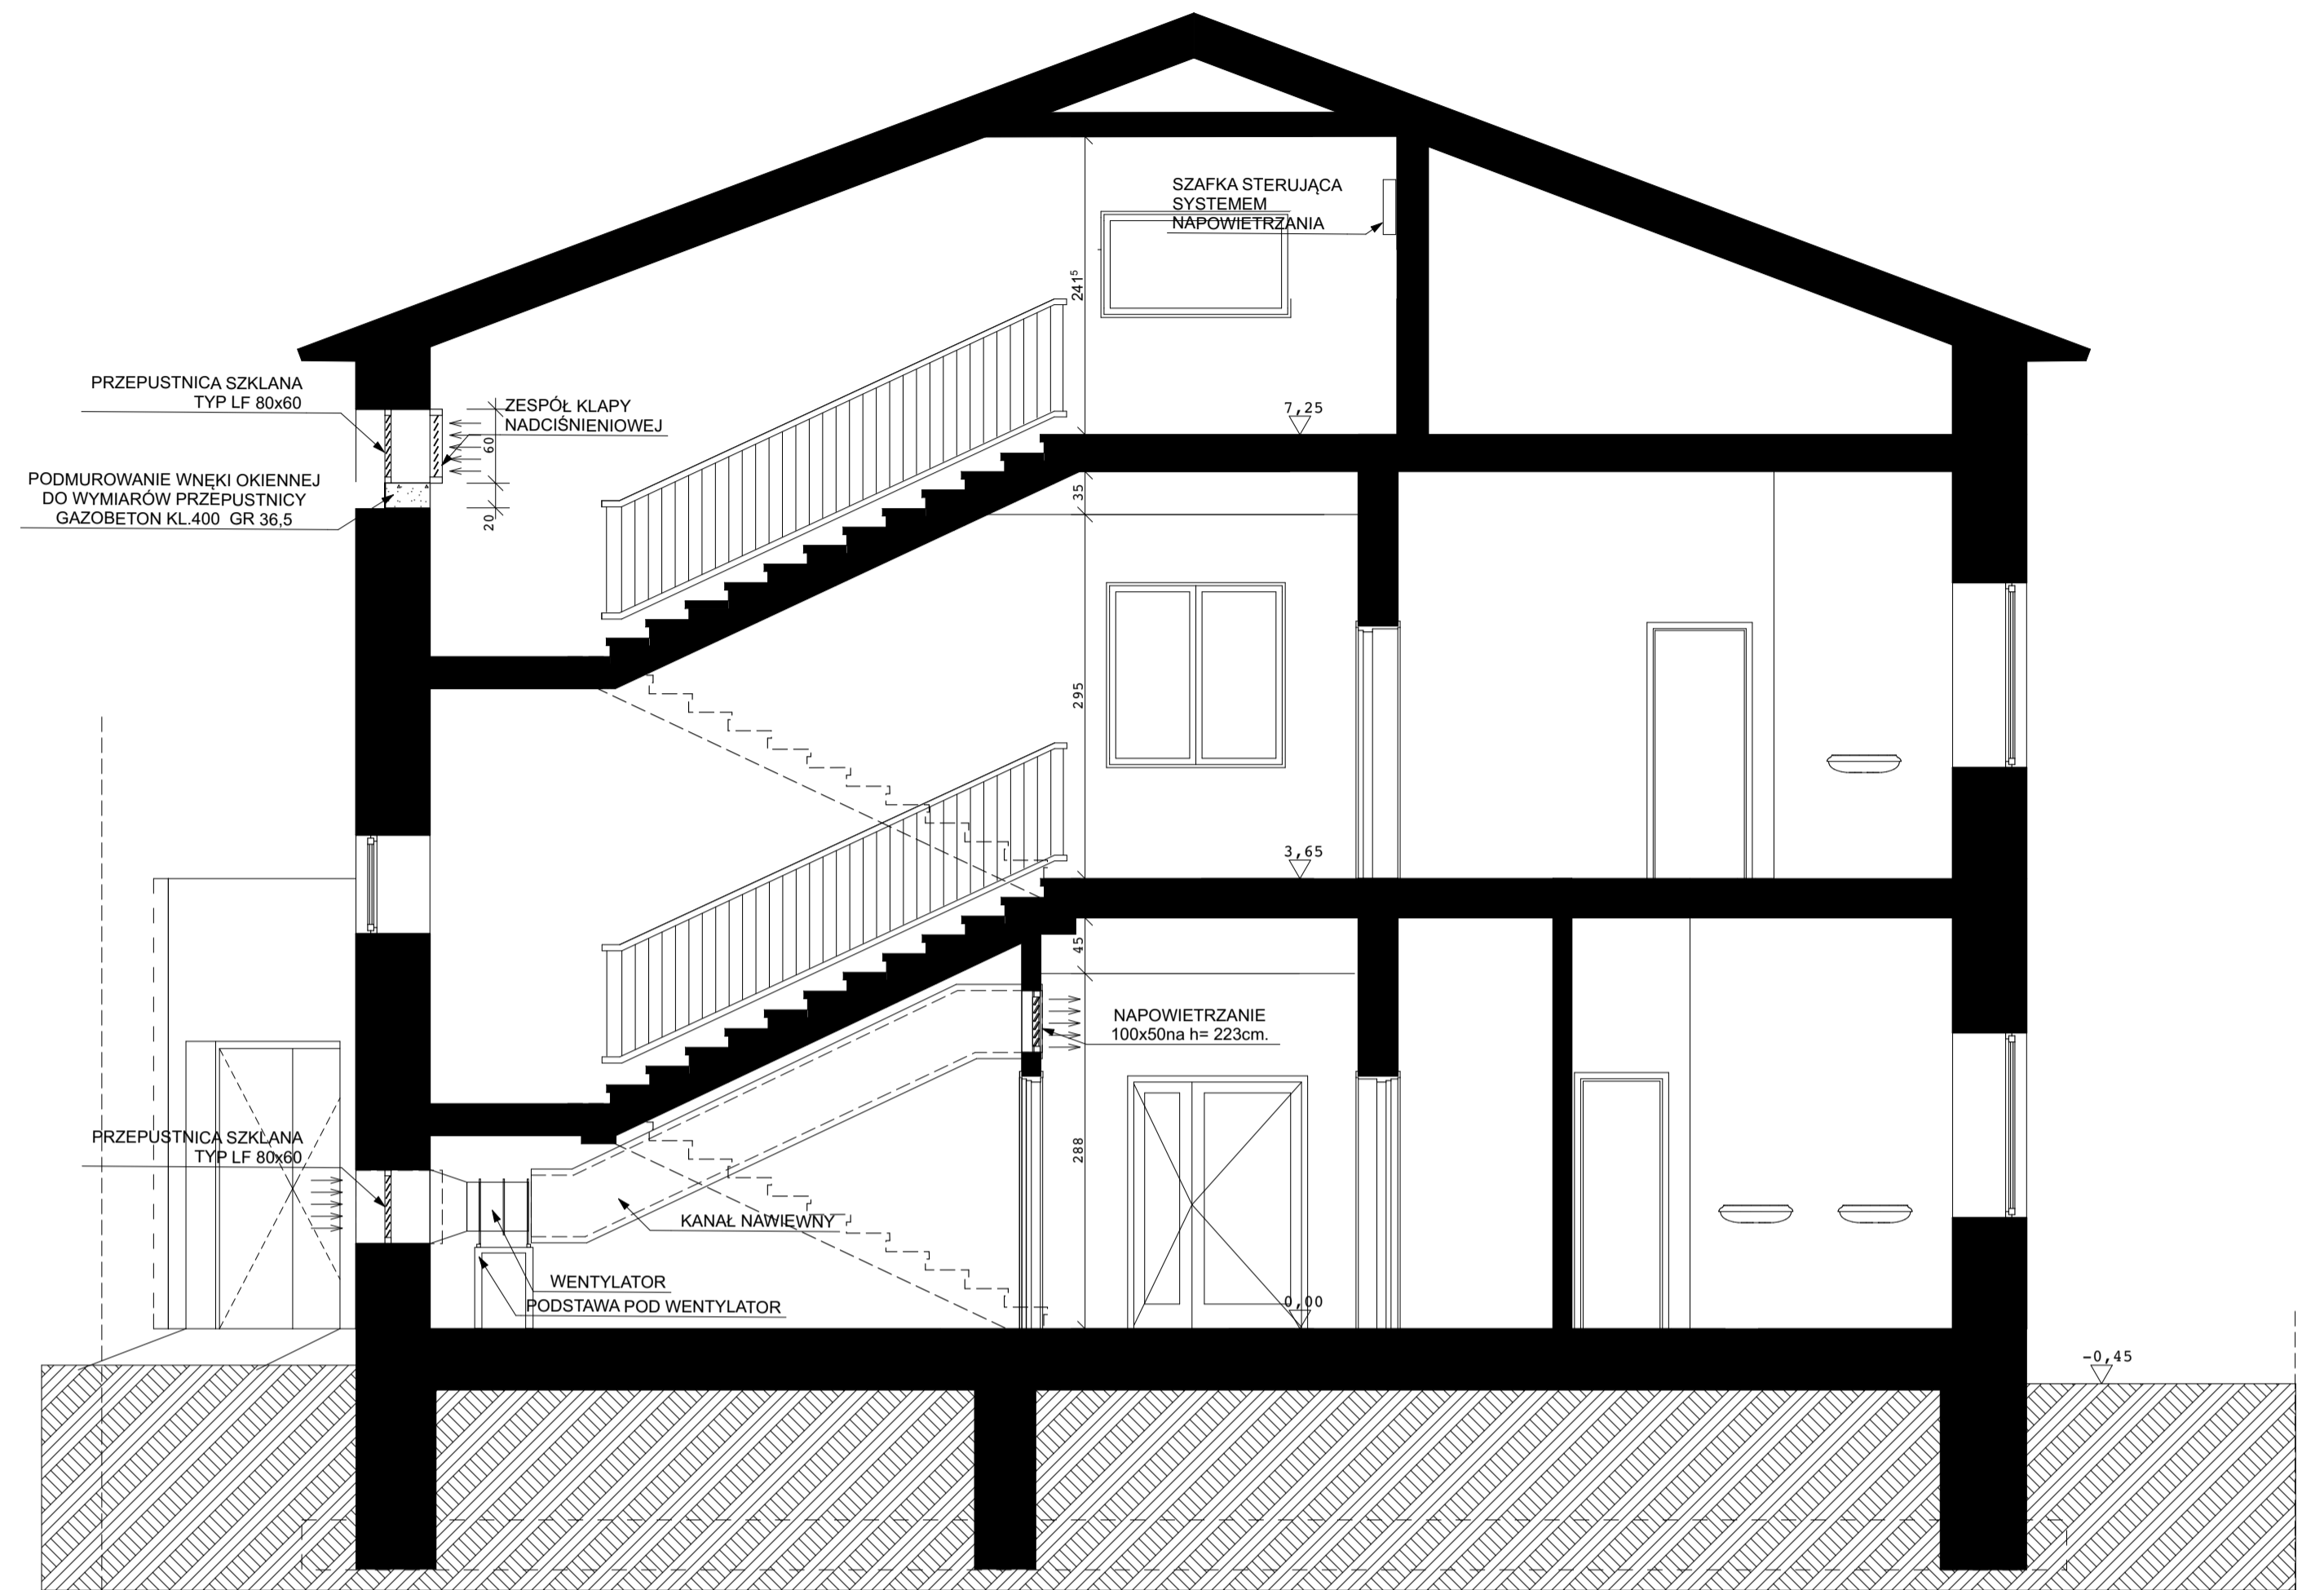 SZAFKA STERUJĄCA
SYSTEMEM
NAPOWIETRZANIA
241⁵
PRZEPUSTNICA SZKLANA
TYP LF 80x60
ZESPÓŁ KLAPY
NADCIŚNIENIOWEJ
60
7,25
PODMUROWANIE WNĘKI OKIENNEJ
DO WYMIARÓW PRZEPUSTNICY
GAZOBETON KL.400 GR 36,5
20
35
295
3,65
45
NAPOWIETRZANIE
100x50na h= 223cm.
PRZEPUSTNICA SZKLANA
TYP LF 80x60
288
KANAŁ NAWIEWNY
WENTYLATOR
PODSTAWA POD WENTYLATOR
0,00
-0,45